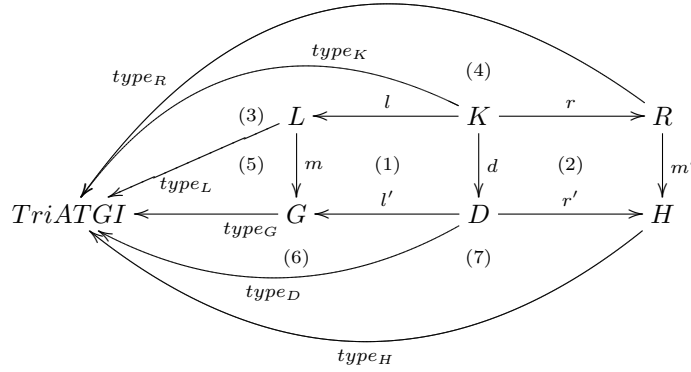 type_K
type_R
(4)
(3) L l K r R
(5) m (1) d (2) m'
type_L
TriATGI G l' D r' H
type_G
(6) (7)
type_D
type_H